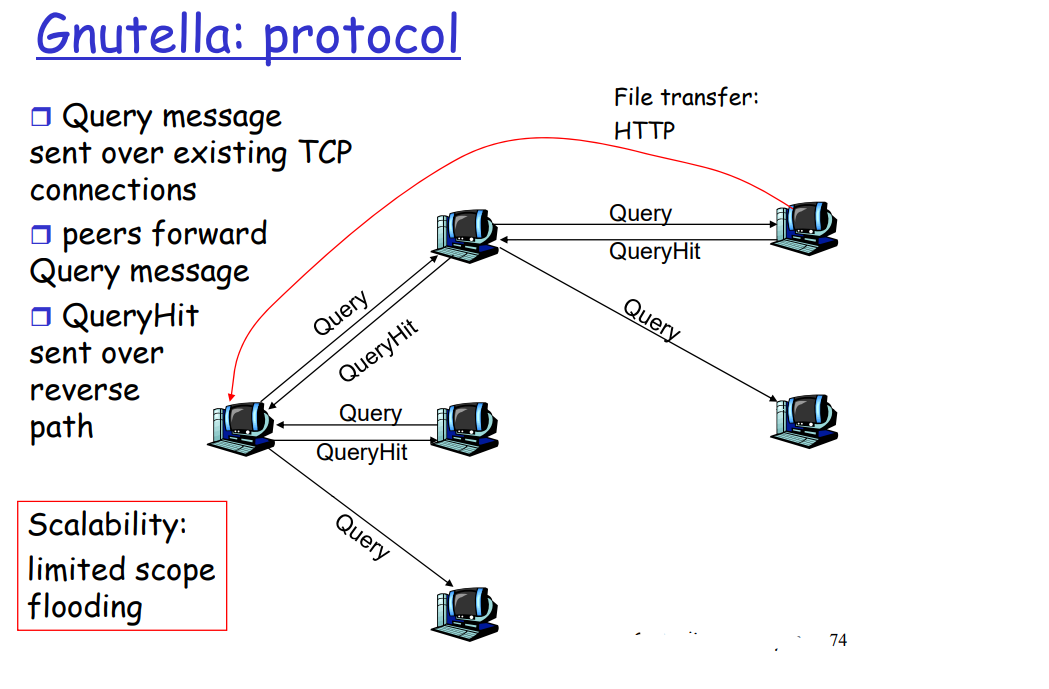 Gnutella: protocol
Query message
sent over existing TCP
connections
peers forward
Query message
QueryHit
sent over
reverse
path
Scalability:
limited scope
flooding
File transfer:
HTTP
Query
QueryHit
Query
QueryHit
Query
Query
QueryHit
Query
74